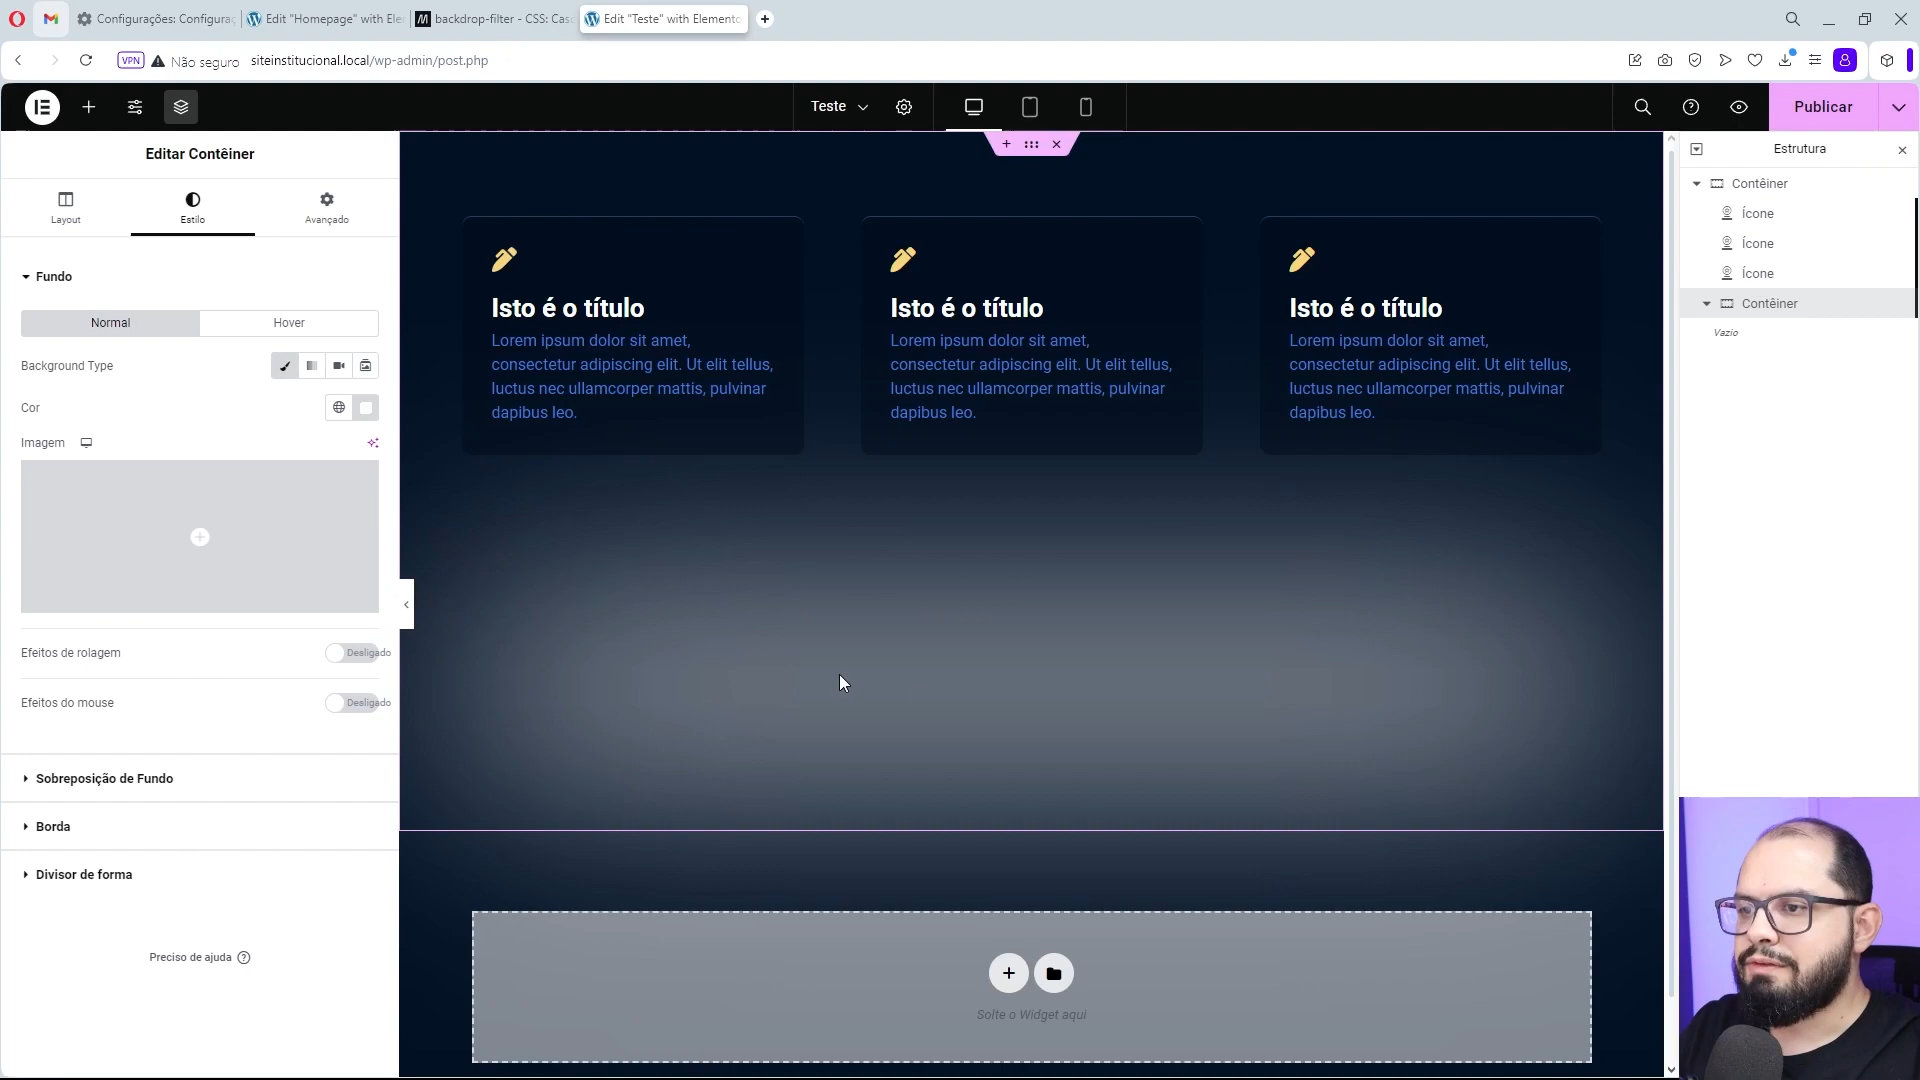 Configurações: Configuraç
Edit "Homepage" with Ele
backdrop-filter - CSS: Casc
Edit "Teste" with Elemento
VPN
Não seguro
siteinstitucional.local/wp-admin/post.php
Teste
Publicar
Editar Contêiner
Layout
Estilo
Avançado
Fundo
Normal
Hover
Background Type
Cor
Imagem
Efeitos de rolagem
Desligado
Efeitos do mouse
Desligado
Sobreposição de Fundo
Borda
Divisor de forma
Preciso de ajuda
Isto é o título
Lorem ipsum dolor sit amet,
consectetur adipiscing elit. Ut elit tellus,
luctus nec ullamcorper mattis, pulvinar
dapibus leo.
Isto é o título
Lorem ipsum dolor sit amet,
consectetur adipiscing elit. Ut elit tellus,
luctus nec ullamcorper mattis, pulvinar
dapibus leo.
Isto é o título
Lorem ipsum dolor sit amet,
consectetur adipiscing elit. Ut elit tellus,
luctus nec ullamcorper mattis, pulvinar
dapibus leo.
Solte o Widget aqui
Estrutura
Contêiner
Ícone
Ícone
Ícone
Contêiner
Vazio